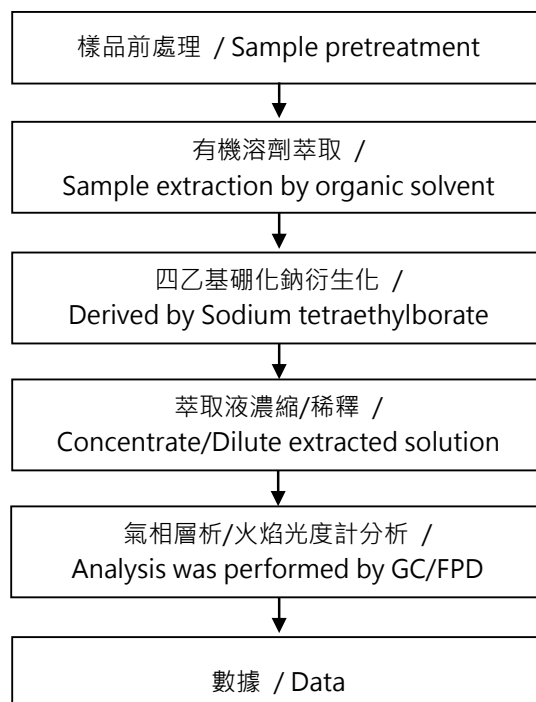 樣品前處理 / Sample pretreatment
有機溶劑萃取 /
Sample extraction by organic solvent
四乙基硼化鈉衍生化 /
Derived by Sodium tetraethylborate
萃取液濃縮/稀釋 /
Concentrate/Dilute extracted solution
氣相層析/火焰光度計分析 /
Analysis was performed by GC/FPD
數據 / Data